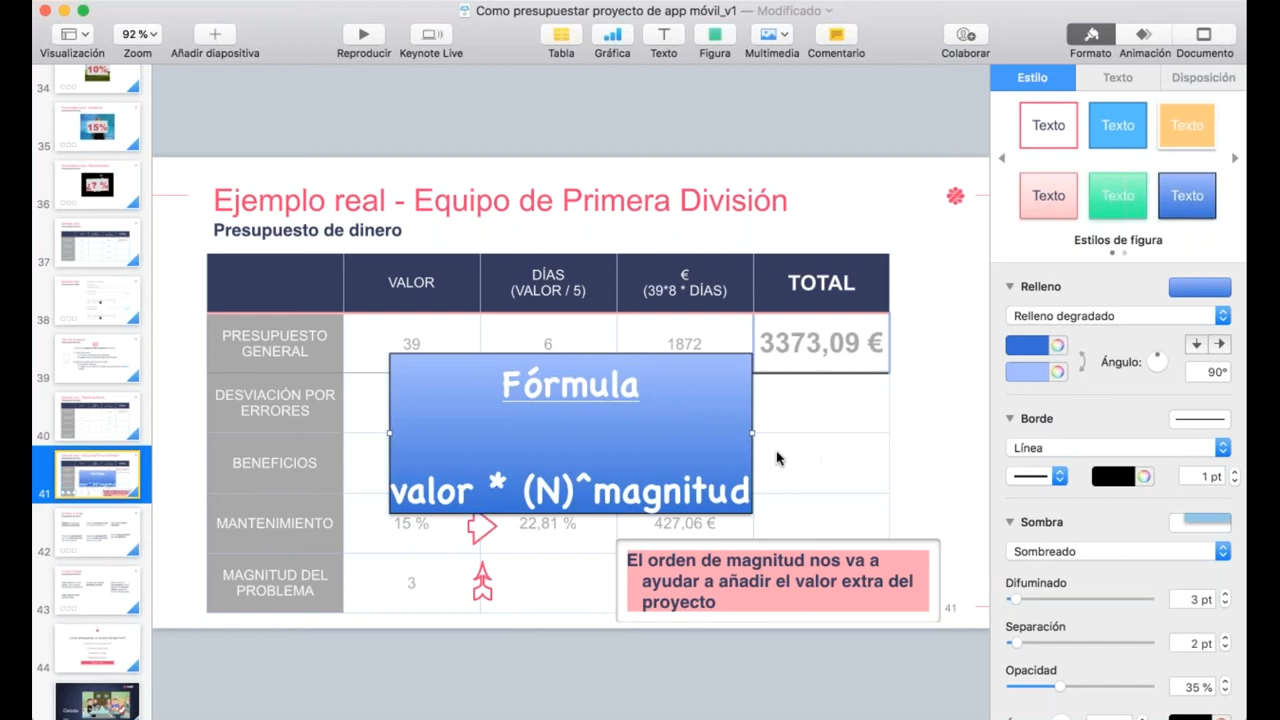 Como presupuestar proyecto de app móvil_v1 — Modificado
92 %
Visualización
Zoom
Añadir diapositiva
Reproducir
Keynote Live
Tabla
Gráfica
Texto
Figura
Multimedia
Comentario
Colaborar
Formato
Animación
Documento
34
10%
35
15%
36
37
38
39
40
41
42
43
44
Ejemplo real - Equipo de Primera División
Presupuesto de dinero
VALOR
DÍAS
(VALOR / 5)
€
(39*8 * DÍAS)
TOTAL
PRESUPUESTO
GENERAL
39
6
1872
3373,09 €
DESVIACIÓN POR
ERRORES
BENEFICIOS
MANTENIMIENTO
15 %
22,81 %
427,06 €
MAGNITUD DEL
PROBLEMA
3
Fórmula
valor * (N)^magnitud
El orden de magnitud nos va a
ayudar a añadir el valor extra del
proyecto
41
Estilo
Texto
Disposición
Texto
Texto
Texto
Texto
Texto
Texto
Estilos de figura
Relleno
Relleno degradado
Ángulo:
90°
Borde
Línea
1 pt
Sombra
Sombreado
Difuminado
3 pt
Separación
2 pt
Opacidad
35 %